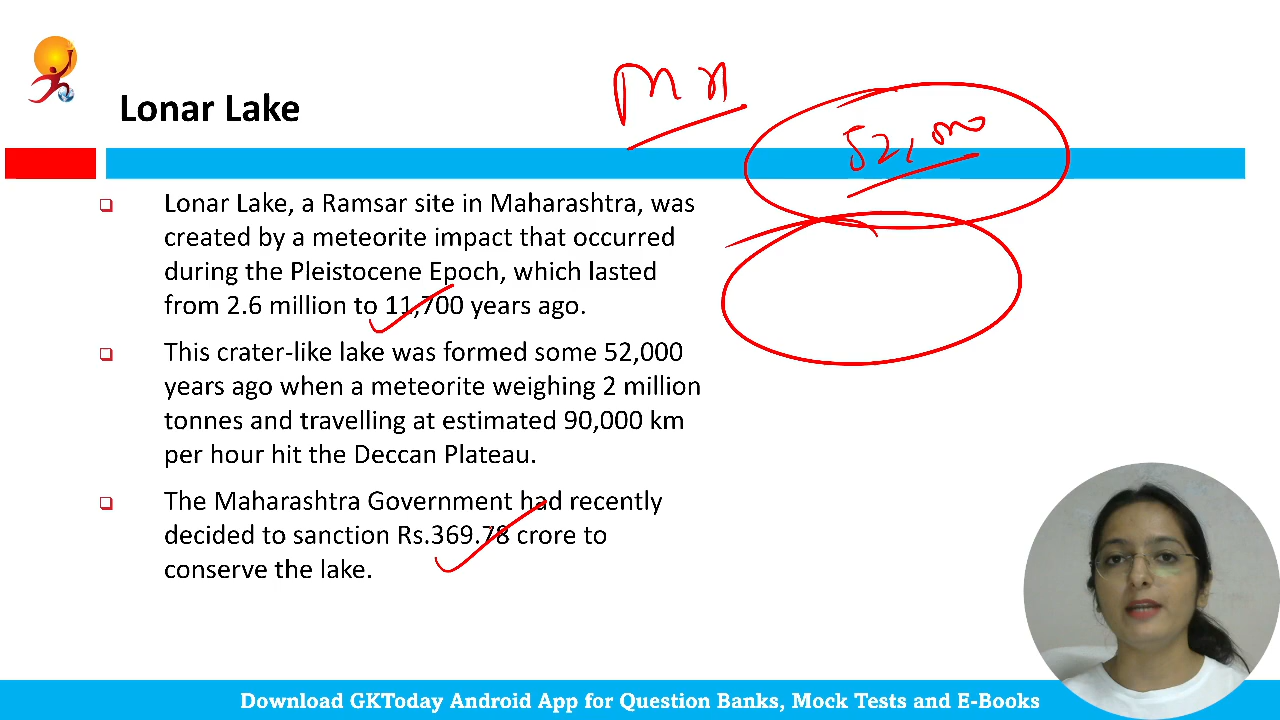 Lonar Lake
52,000
Lonar Lake, a Ramsar site in Maharashtra, was
created by a meteorite impact that occurred
during the Pleistocene Epoch, which lasted
from 2.6 million to 11,700 years ago.
This crater-like lake was formed some 52,000
years ago when a meteorite weighing 2 million
tonnes and travelling at estimated 90,000 km
per hour hit the Deccan Plateau.
The Maharashtra Government had recently
decided to sanction Rs.369.78 crore to
conserve the lake.
Download GKToday Android App for Question Banks, Mock Tests and E-Books